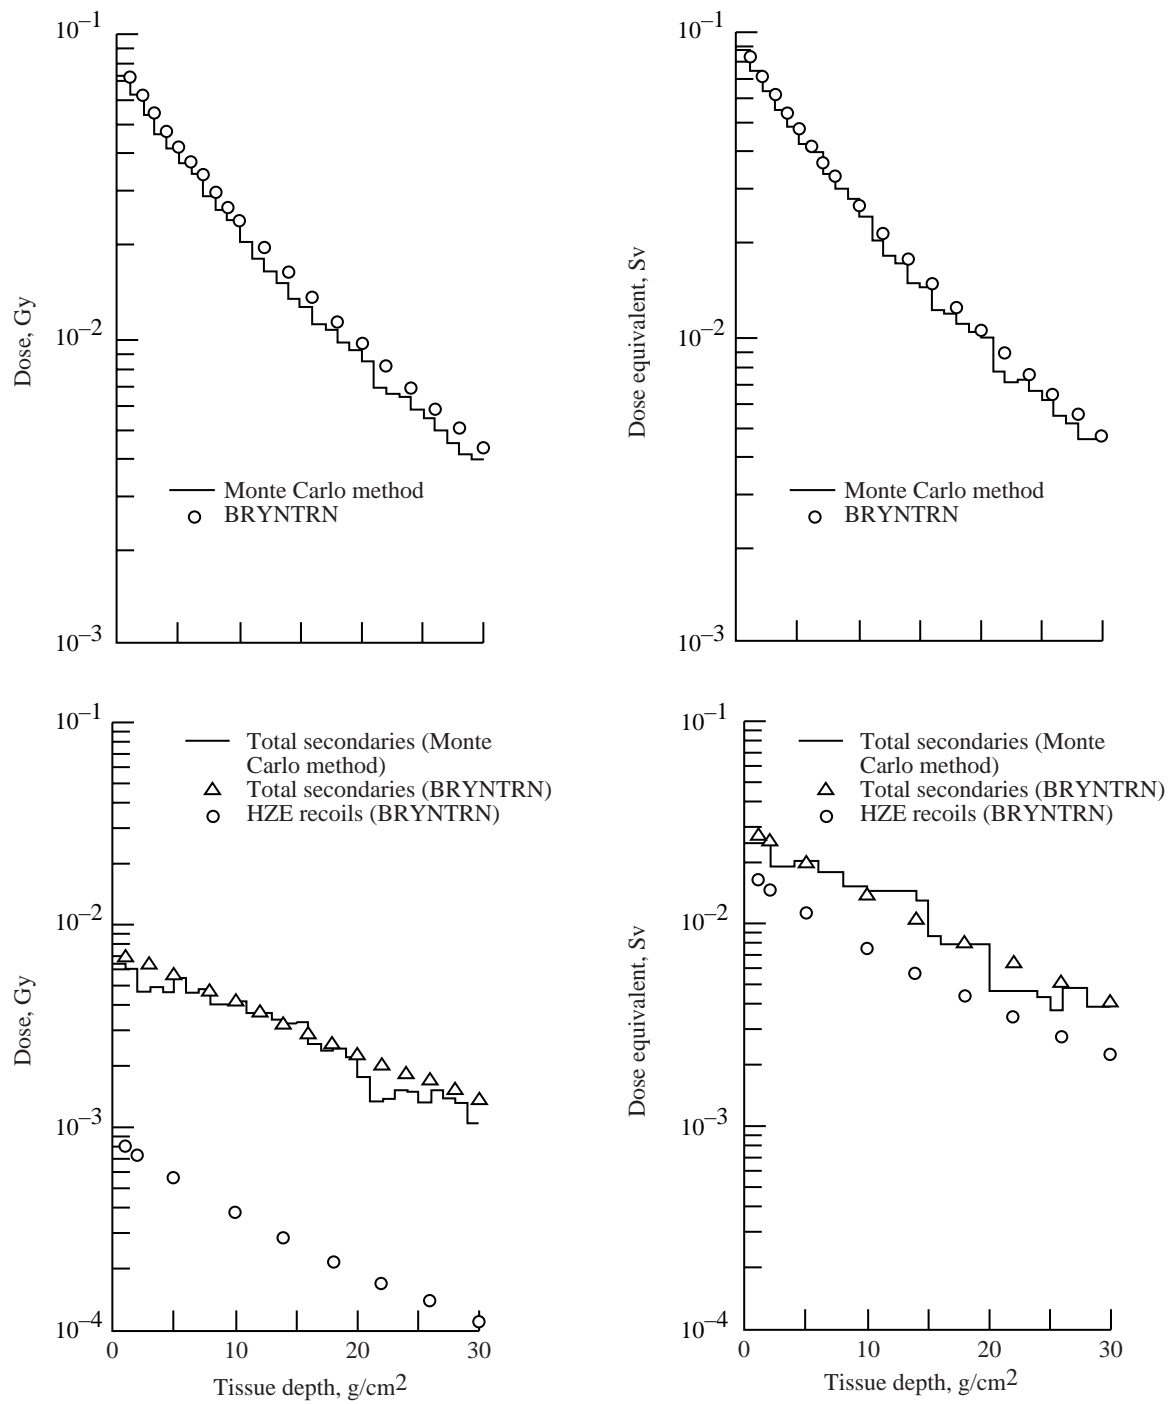 10−1
Dose, Gy
10−2
Monte Carlo method
BRYNTRN
10−3
10−1
Dose equivalent, Sv
10−2
Monte Carlo method
BRYNTRN
10−3
10−1
Total secondaries (Monte
Carlo method)
Total secondaries (BRYNTRN)
HZE recoils (BRYNTRN)
10−2
Dose, Gy
10−3
10−4
0 10 20 30
Tissue depth, g/cm2
10−1
Total secondaries (Monte
Carlo method)
Total secondaries (BRYNTRN)
HZE recoils (BRYNTRN)
10−2
Dose equivalent, Sv
10−3
10−4
0 10 20 30
Tissue depth, g/cm2